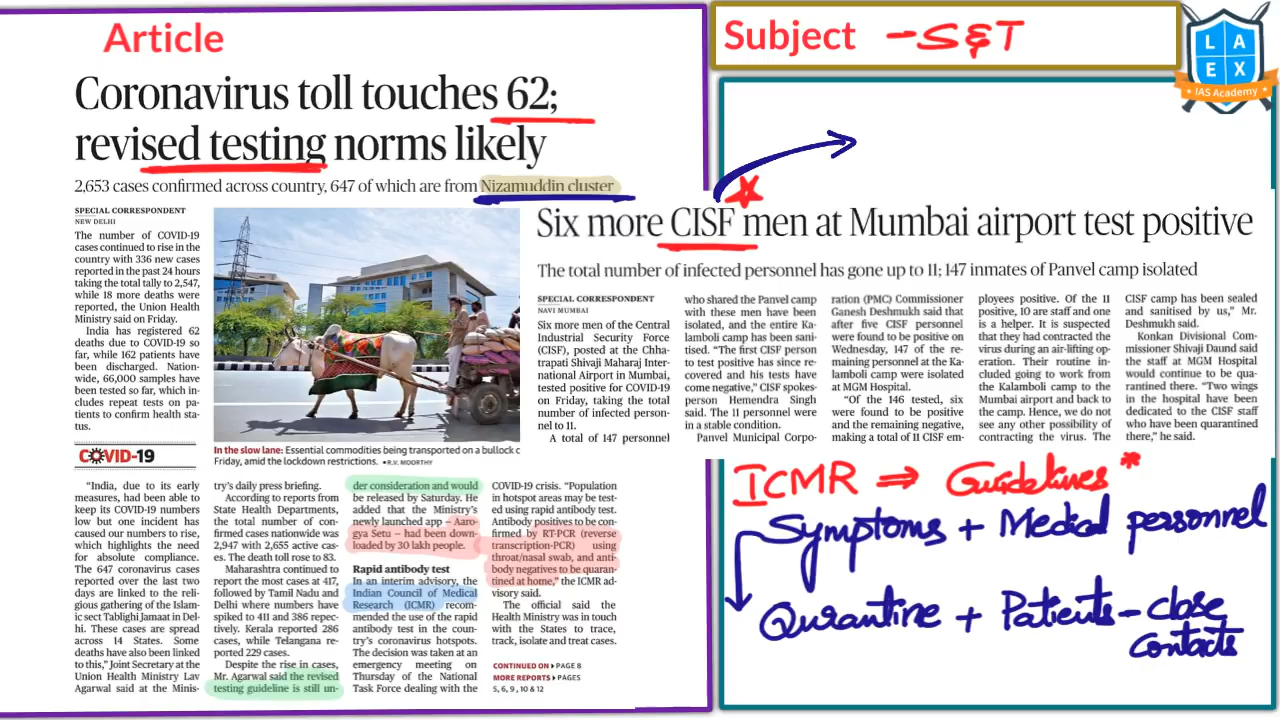 Article
Coronavirus toll touches 62;
revised testing norms likely
2,653 cases confirmed across country, 647 of which are from Nizamuddin cluster
SPECIAL CORRESPONDENT
NEW DELHI
The number of COVID-19
cases continued to rise in the
country with 336 new cases
reported in the past 24 hours
taking the total tally to 2,547,
while 18 more deaths were
reported, the Union Health
Ministry said on Friday.
India has registered 62
deaths due to COVID-19 so
far, while 162 patients have
been discharged. Nation-
wide, 66,000 samples have
been tested so far, which in-
cludes repeat tests on pa-
tients to confirm health sta-
tus.
COVID-19
In the slow lane: Essential commodities being transported on a bullock c
Friday, amid the lockdown restrictions. •R.V. MOORTHY
“India, due to its early
measures, had been able to
keep its COVID-19 numbers
low but one incident has
caused our numbers to rise,
which highlights the need
for absolute compliance.
The 647 coronavirus cases
reported over the last two
days are linked to the reli-
gious gathering of the Islam-
ic sect Tablighi Jamaat in Del-
hi. These cases are spread
across 14 States. Some
deaths have also been linked
to this,” Joint Secretary at the
Union Health Ministry Lav
Agarwal said at the Minis-
try’s daily press briefing.
According to reports from
State Health Departments,
the total number of con-
firmed cases nationwide was
2,947 with 2,655 active cas-
es. The death toll rose to 83.
Maharashtra continued to
report the most cases at 417,
followed by Tamil Nadu and
Delhi where numbers have
spiked to 411 and 386 repec-
tively. Kerala reported 286
cases, while Telangana re-
ported 229 cases.
Despite the rise in cases,
Mr. Agarwal said the revised
testing guideline is still un-
der consideration and would
be released by Saturday. He
added that the Ministry’s
newly launched app – Aaro-
gya Setu – had been down-
loaded by 30 lakh people.
Rapid antibody test
In an interim advisory, the
Indian Council of Medical
Research (ICMR) recom-
mended the use of the rapid
antibody test in the coun-
try’s coronavirus hotspots.
The decision was taken at an
emergency meeting on
Thursday of the National
Task Force dealing with the
COVID-19 crisis. “Population
in hotspot areas may be test-
ed using rapid antibody test.
Antibody positives to be con-
firmed by RT-PCR (reverse
transcription-PCR) using
throat/nasal swab, and anti-
body negatives to be quaran-
tined at home,” the ICMR ad-
visory said.
The official said the
Health Ministry was in touch
with the States to trace,
track, isolate and treat cases.
CONTINUED ON ▸ PAGE 8
MORE REPORTS ▸ PAGES
5, 6, 9, 10 & 12
Subject - S&T
L A
E X
★ IAS Academy ★
Six more CISF men at Mumbai airport test positive
The total number of infected personnel has gone up to 11; 147 inmates of Panvel camp isolated
SPECIAL CORRESPONDENT
NAVI MUMBAI
Six more men of the Central
Industrial Security Force
(CISF), posted at the Chha-
trapati Shivaji Maharaj Inter-
national Airport in Mumbai,
tested positive for COVID-19
on Friday, taking the total
number of infected person-
nel to 11.
A total of 147 personnel
who shared the Panvel camp
with these men have been
isolated, and the entire Ka-
lamboli camp has been sani-
tised. “The first CISF person
to test positive has since re-
covered and his tests have
come negative,” CISF spokes-
person Hemendra Singh
said. The 11 personnel were
in a stable condition.
Panvel Municipal Corpo-
ration (PMC) Commissioner
Ganesh Deshmukh said that
after five CISF personnel
were found to be positive on
Wednesday, 147 of the re-
maining personnel at the Ka-
lamboli camp were isolated
at MGM Hospital.
“Of the 146 tested, six
were found to be positive
and the remaining negative,
making a total of 11 CISF em-
ployees positive. Of the 11
positive, 10 are staff and one
is a helper. It is suspected
that they had contracted the
virus during an air-lifting op-
eration. Their routine in-
cluded going to work from
the Kalamboli camp to the
Mumbai airport and back to
the camp. Hence, we do not
see any other possibility of
contracting the virus. The
CISF camp has been sealed
and sanitised by us,” Mr.
Deshmukh said.
Konkan Divisional Com-
missioner Shivaji Daund said
the staff at MGM Hospital
would continue to be qua-
rantined there. “Two wings
in the hospital have been
dedicated to the CISF staff
who have been quarantined
there,” he said.
ICMR ⇒ Guidelines *
Symptoms + Medical personnel
Qurantine + Patients - close
contacts